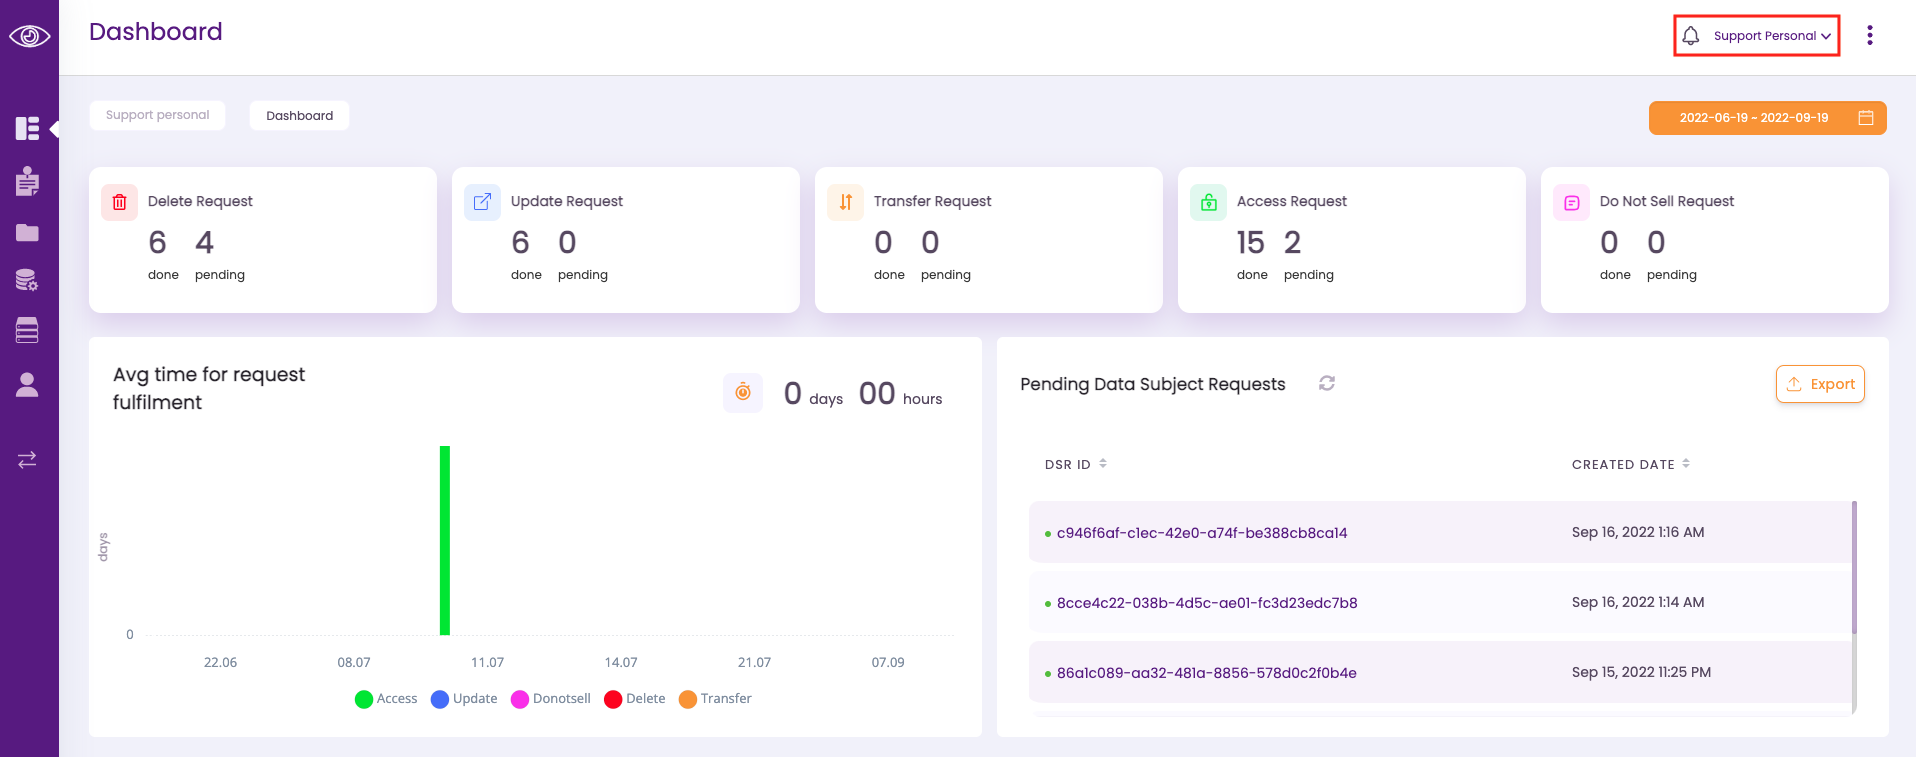 Dashboard
Support Personal
Support personal
Dashboard
2022-06-19 ~ 2022-09-19
Delete Request
6 4
done pending
Update Request
6 0
done pending
Transfer Request
0 0
done pending
Access Request
15 2
done pending
Do Not Sell Request
0 0
done pending
Avg time for request
fulfilment
0 days 00 hours
days
0
22.06 08.07 11.07 14.07 21.07 07.09
Access Update Donotsell Delete Transfer
Pending Data Subject Requests
Export
DSR ID CREATED DATE
c946f6af-c1ec-42e0-a74f-be388cb8ca14 Sep 16, 2022 1:16 AM
8cce4c22-038b-4d5c-ae01-fc3d23edc7b8 Sep 16, 2022 1:14 AM
86a1c089-aa32-481a-8856-578d0c2f0b4e Sep 15, 2022 11:25 PM